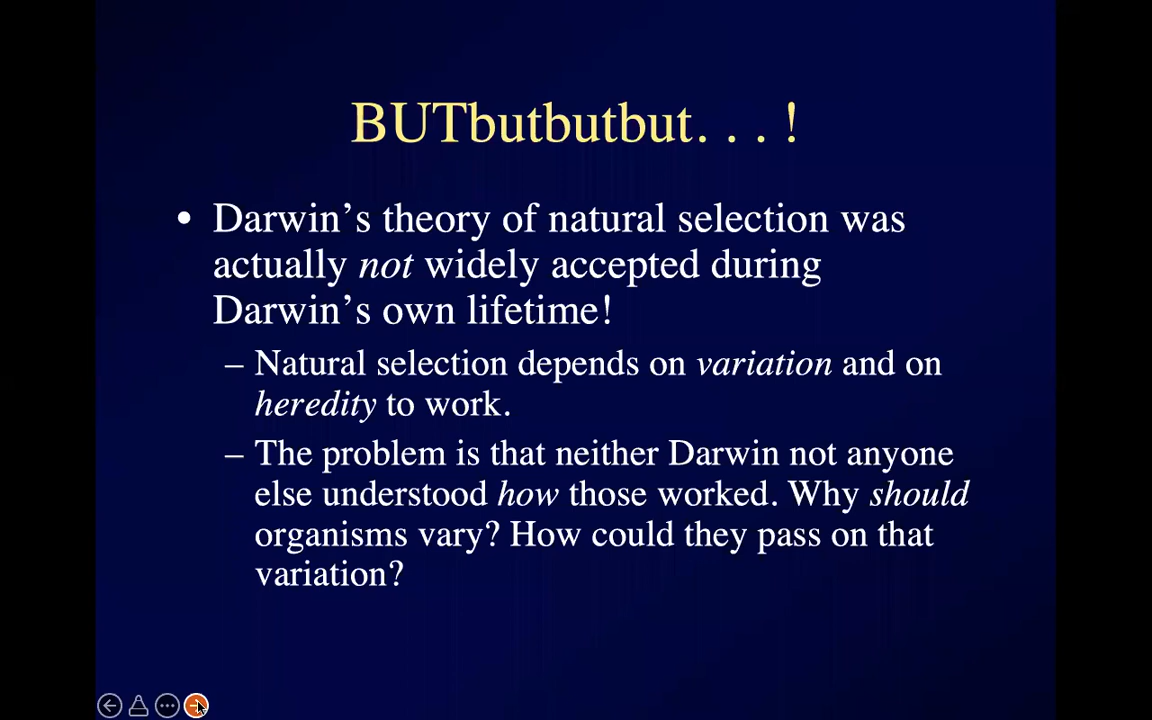 BUTbutbutbut. . . !
• Darwin’s theory of natural selection was
actually not widely accepted during
Darwin’s own lifetime!
– Natural selection depends on variation and on
heredity to work.
– The problem is that neither Darwin not anyone
else understood how those worked. Why should
organisms vary? How could they pass on that
variation?